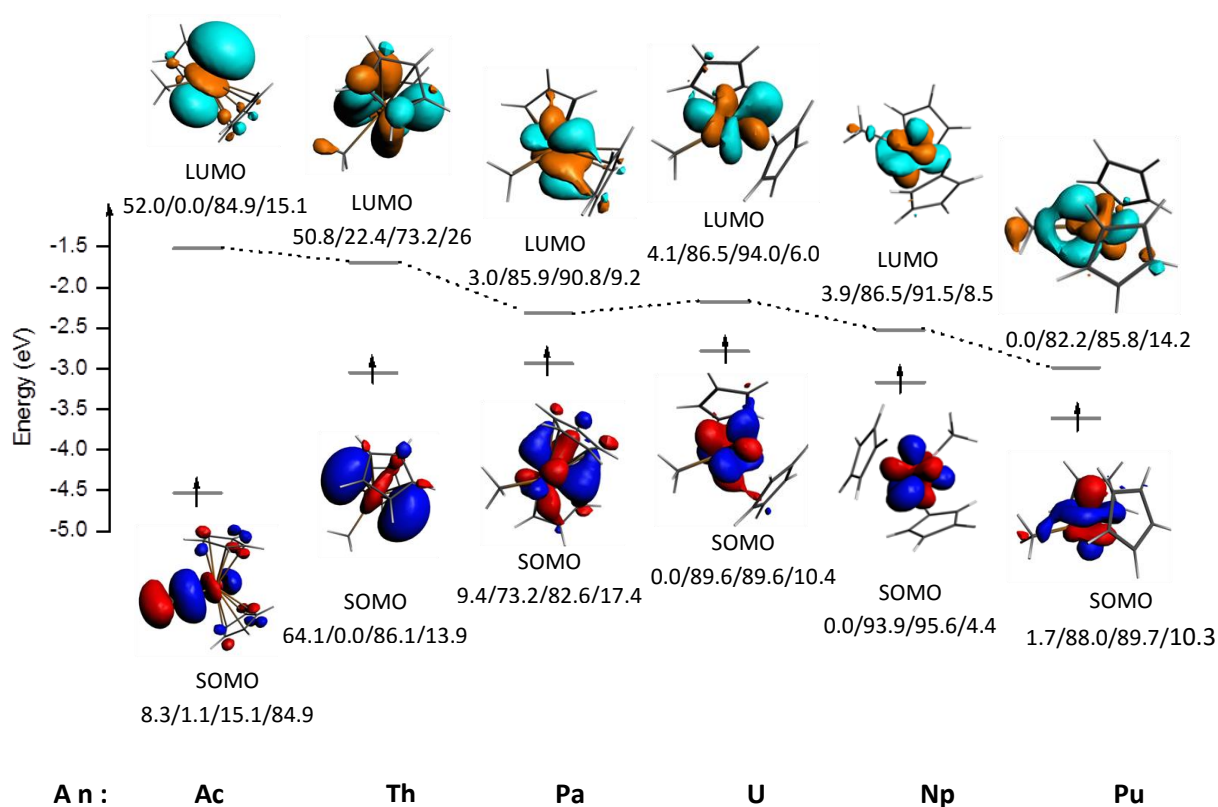 LUMO
52.0/0.0/84.9/15.1
LUMO
50.8/22.4/73.2/26
LUMO
3.0/85.9/90.8/9.2
LUMO
4.1/86.5/94.0/6.0
LUMO
3.9/86.5/91.5/8.5
0.0/82.2/85.8/14.2
Energy (eV)
-1.5
-2.0
-2.5
-3.0
-3.5
-4.0
-4.5
-5.0
SOMO
8.3/1.1/15.1/84.9
SOMO
64.1/0.0/86.1/13.9
SOMO
9.4/73.2/82.6/17.4
SOMO
0.0/89.6/89.6/10.4
SOMO
0.0/93.9/95.6/4.4
SOMO
1.7/88.0/89.7/10.3
A n : Ac Th Pa U Np Pu